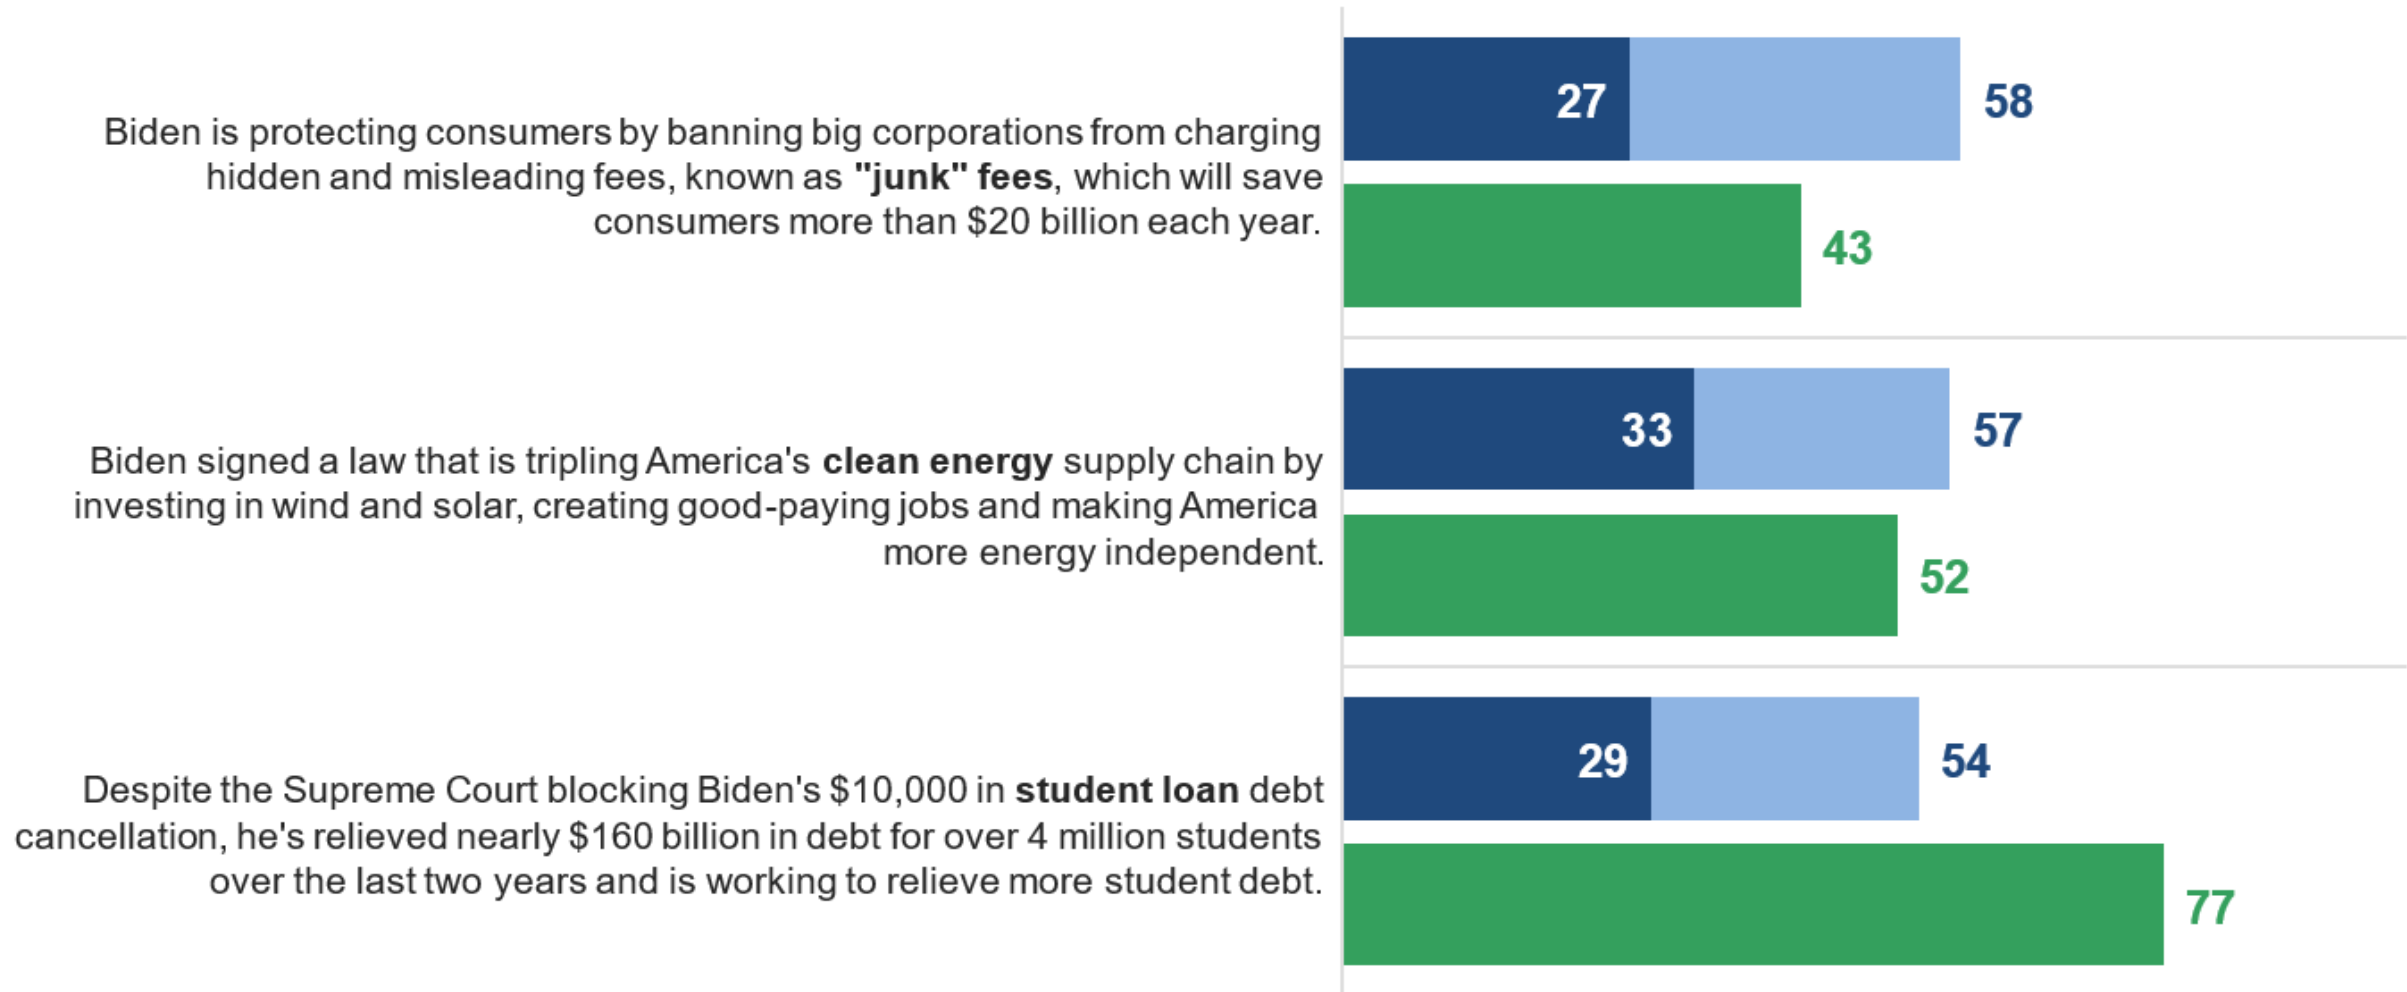 Biden is protecting consumers by banning big corporations from charging
hidden and misleading fees, known as "junk" fees, which will save
consumers more than $20 billion each year.
27
58
43
Biden signed a law that is tripling America's clean energy supply chain by
investing in wind and solar, creating good-paying jobs and making America
more energy independent.
33
57
52
Despite the Supreme Court blocking Biden's $10,000 in student loan debt
cancellation, he's relieved nearly $160 billion in debt for over 4 million students
over the last two years and is working to relieve more student debt.
29
54
77